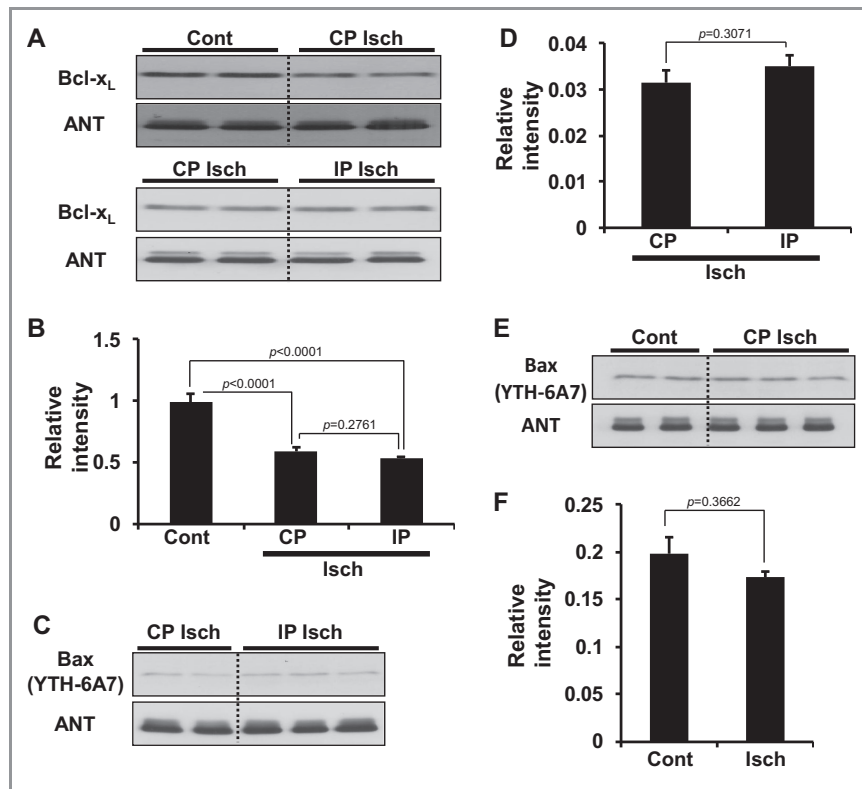 A
Cont CP Isch
Bcl-xL
ANT
CP Isch IP Isch
Bcl-xL
ANT
B
1.5
1
0.5
0
Relative
intensity
p<0.0001
p<0.0001
p=0.2761
Cont CP IP
Isch
C
CP Isch IP Isch
Bax
(YTH-6A7)
ANT
D
0.04
0.03
0.02
0.01
0
Relative
intensity
p=0.3071
CP IP
Isch
E
Cont CP Isch
Bax
(YTH-6A7)
ANT
F
0.25
0.2
0.15
0.1
0.05
0
Relative
intensity
p=0.3662
Cont Isch